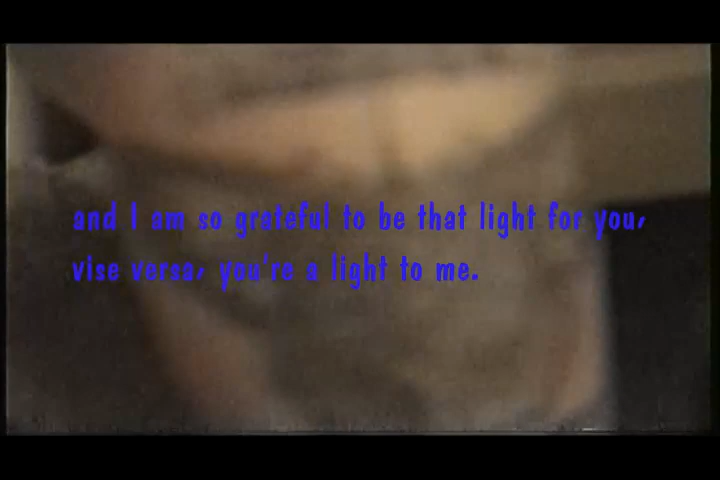 and I am so grateful to be that light for you,
vise versa, you're a light to me.